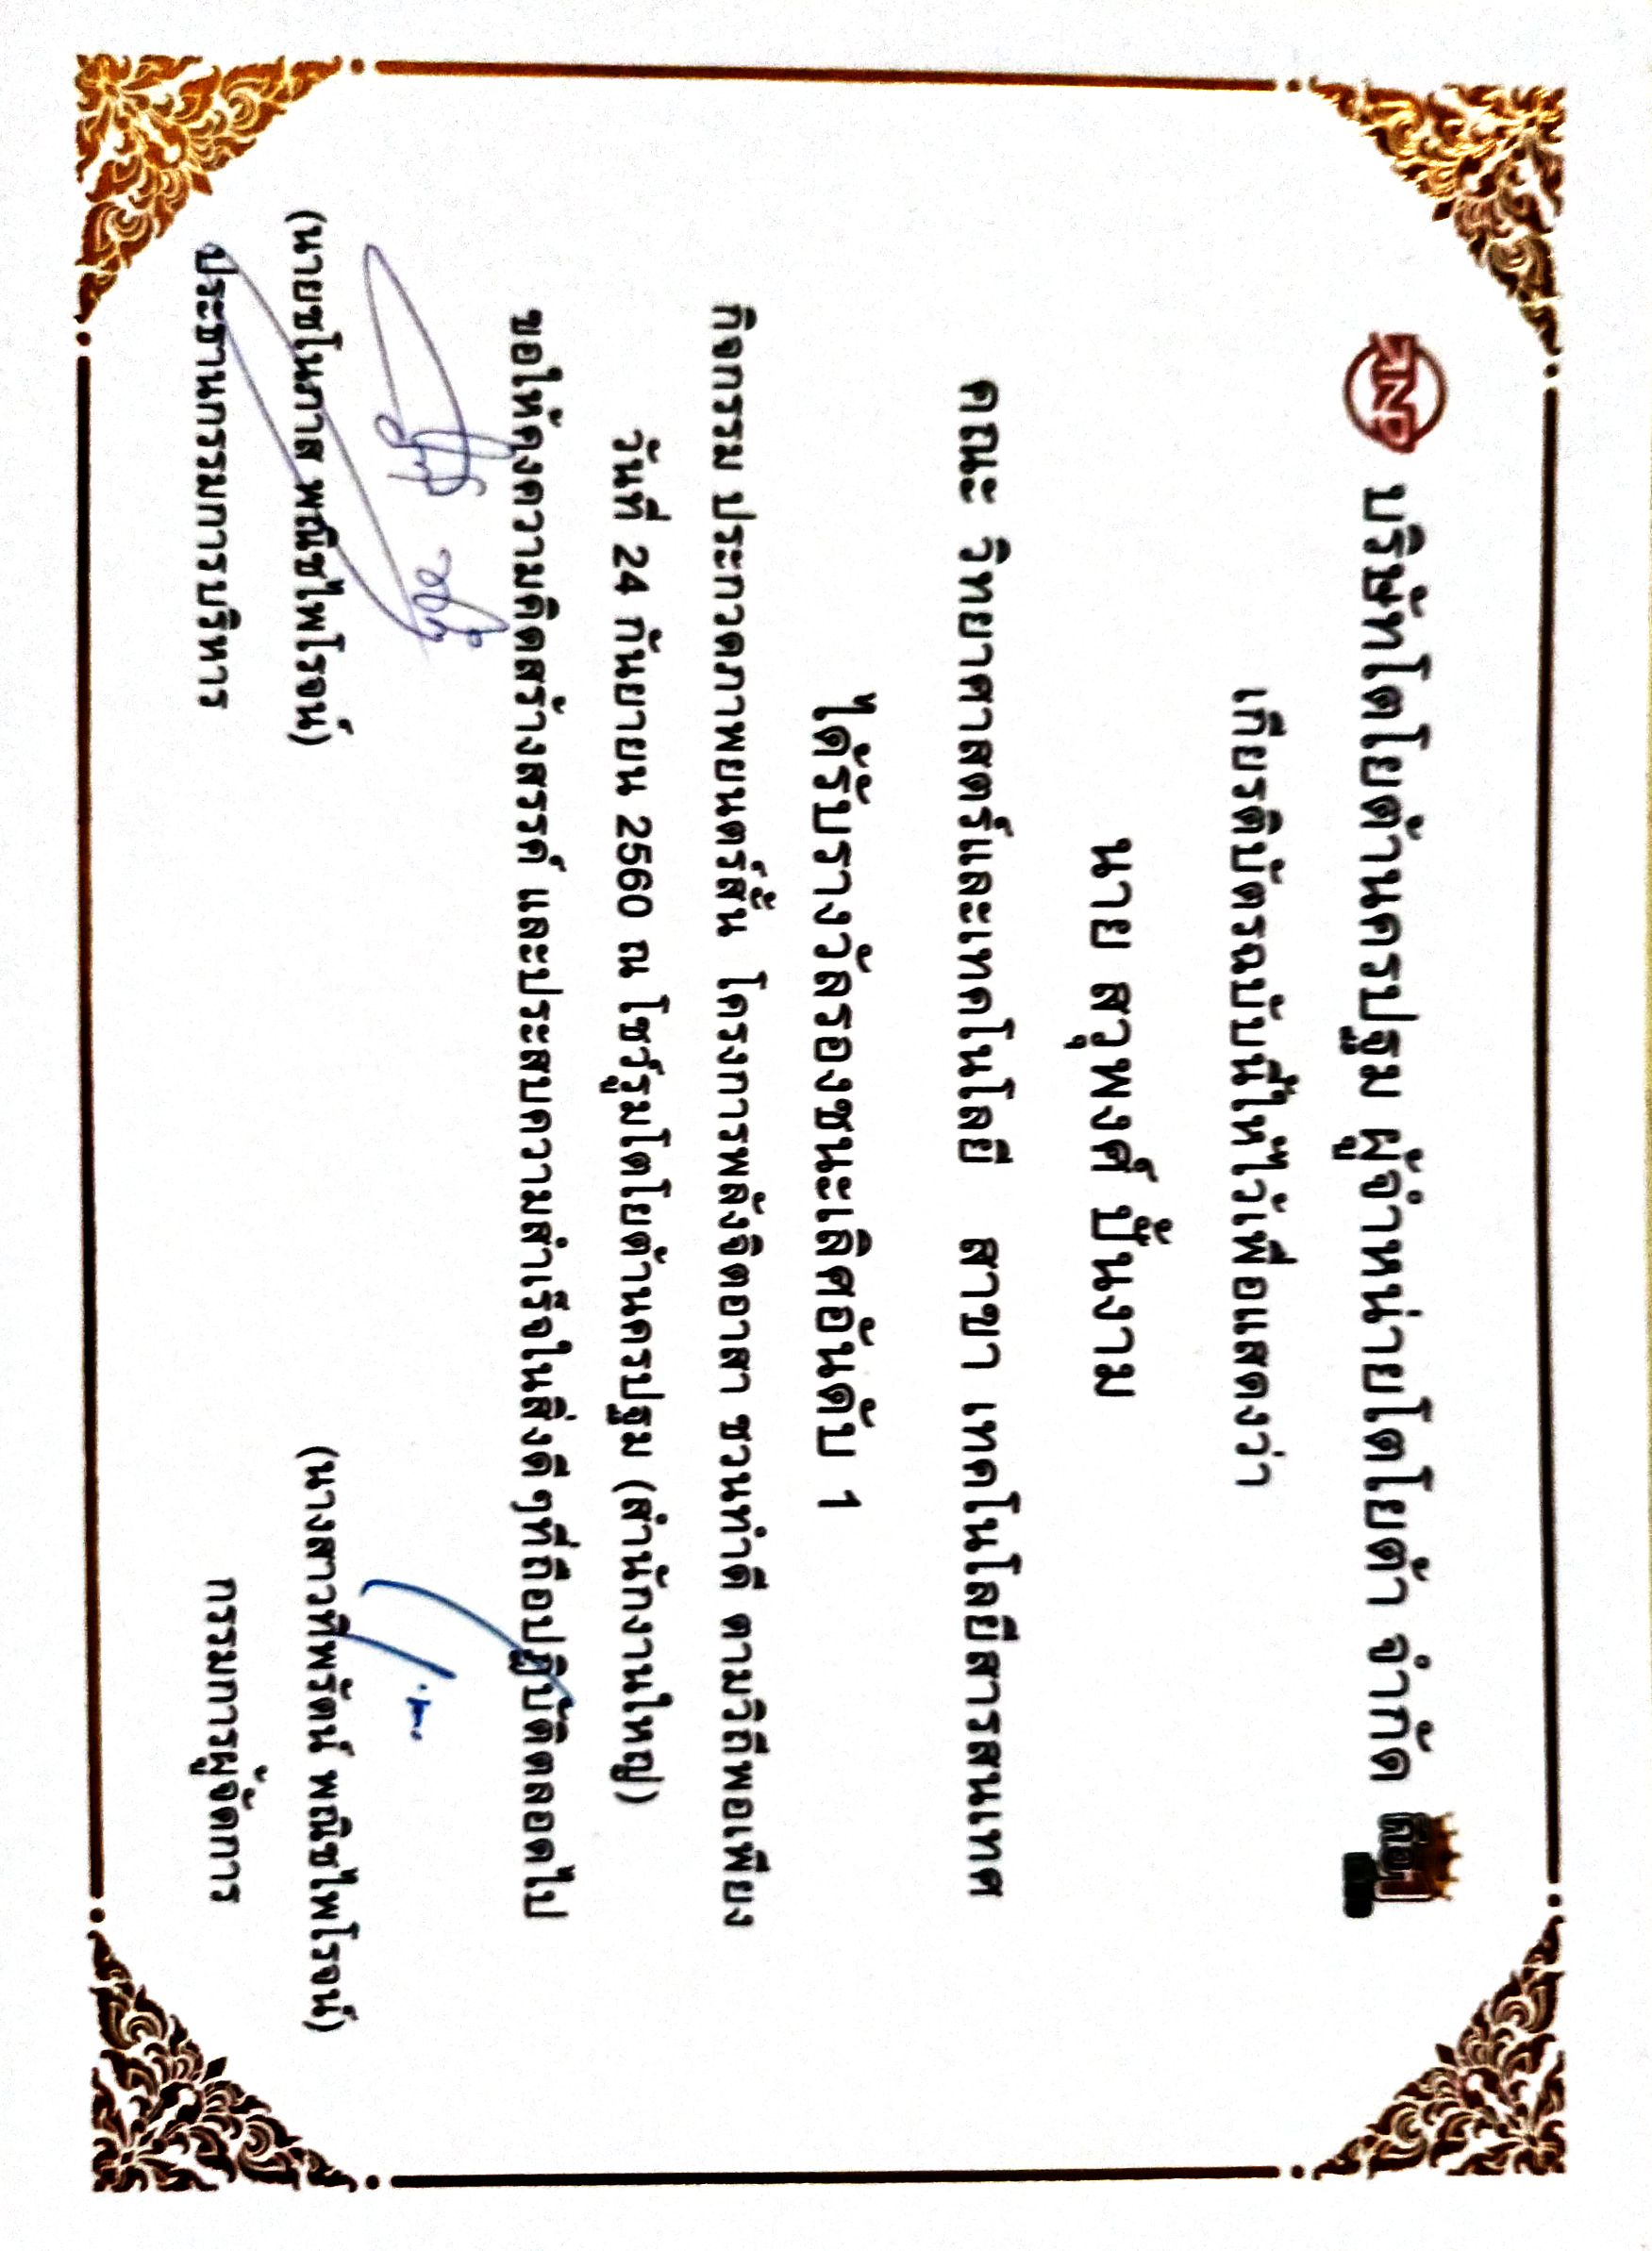 TNP บริษัทโตโยต้านครปฐม ผู้จำหน่ายโตโยต้า จำกัด
เกียรติบัตรฉบับนี้ให้ไว้เพื่อแสดงว่า
นาย สวุพงศ์ ปั้นงาม
คณะ วิทยาศาสตร์และเทคโนโลยี สาขา เทคโนโลยีสารสนเทศ
ได้รับรางวัลรองชนะเลิศอันดับ 1
กิจกรรม ประกวดภาพยนตร์สั้น โครงการพลังจิตอาสา ชวนทำดี ตามวิถีพอเพียง
วันที่ 24 กันยายน 2560 ณ โชว์รูมโตโยต้านครปฐม (สำนักงานใหญ่)
ขอให้คงความคิดสร้างสรรค์ และประสบความสำเร็จในสิ่งดีๆที่ถือปฏิบัติตลอดไป
(นายชโนภาส พณิชไพโรจน์) (นางสาวทิพรัตน์ พณิชไพโรจน์)
ประธานกรรมการบริหาร กรรมการผู้จัดการ